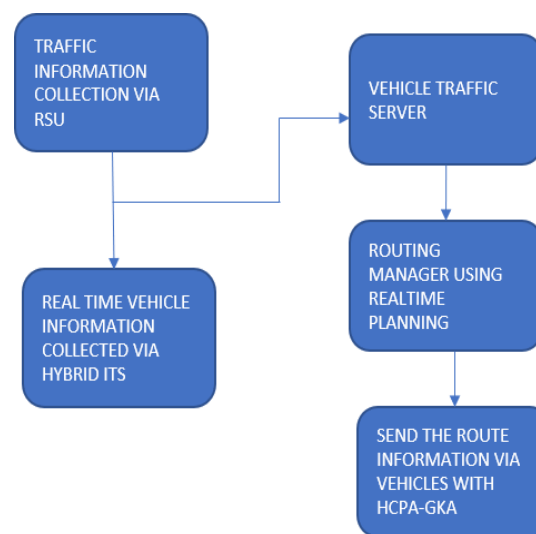 TRAFFIC
INFORMATION
COLLECTION VIA
RSU
REAL TIME VEHICLE
INFORMATION
COLLECTED VIA
HYBRID ITS
VEHICLE TRAFFIC
SERVER
ROUTING
MANAGER USING
REALTIME
PLANNING
SEND THE ROUTE
INFORMATION VIA
VEHICLES WITH
HCPA-GKA